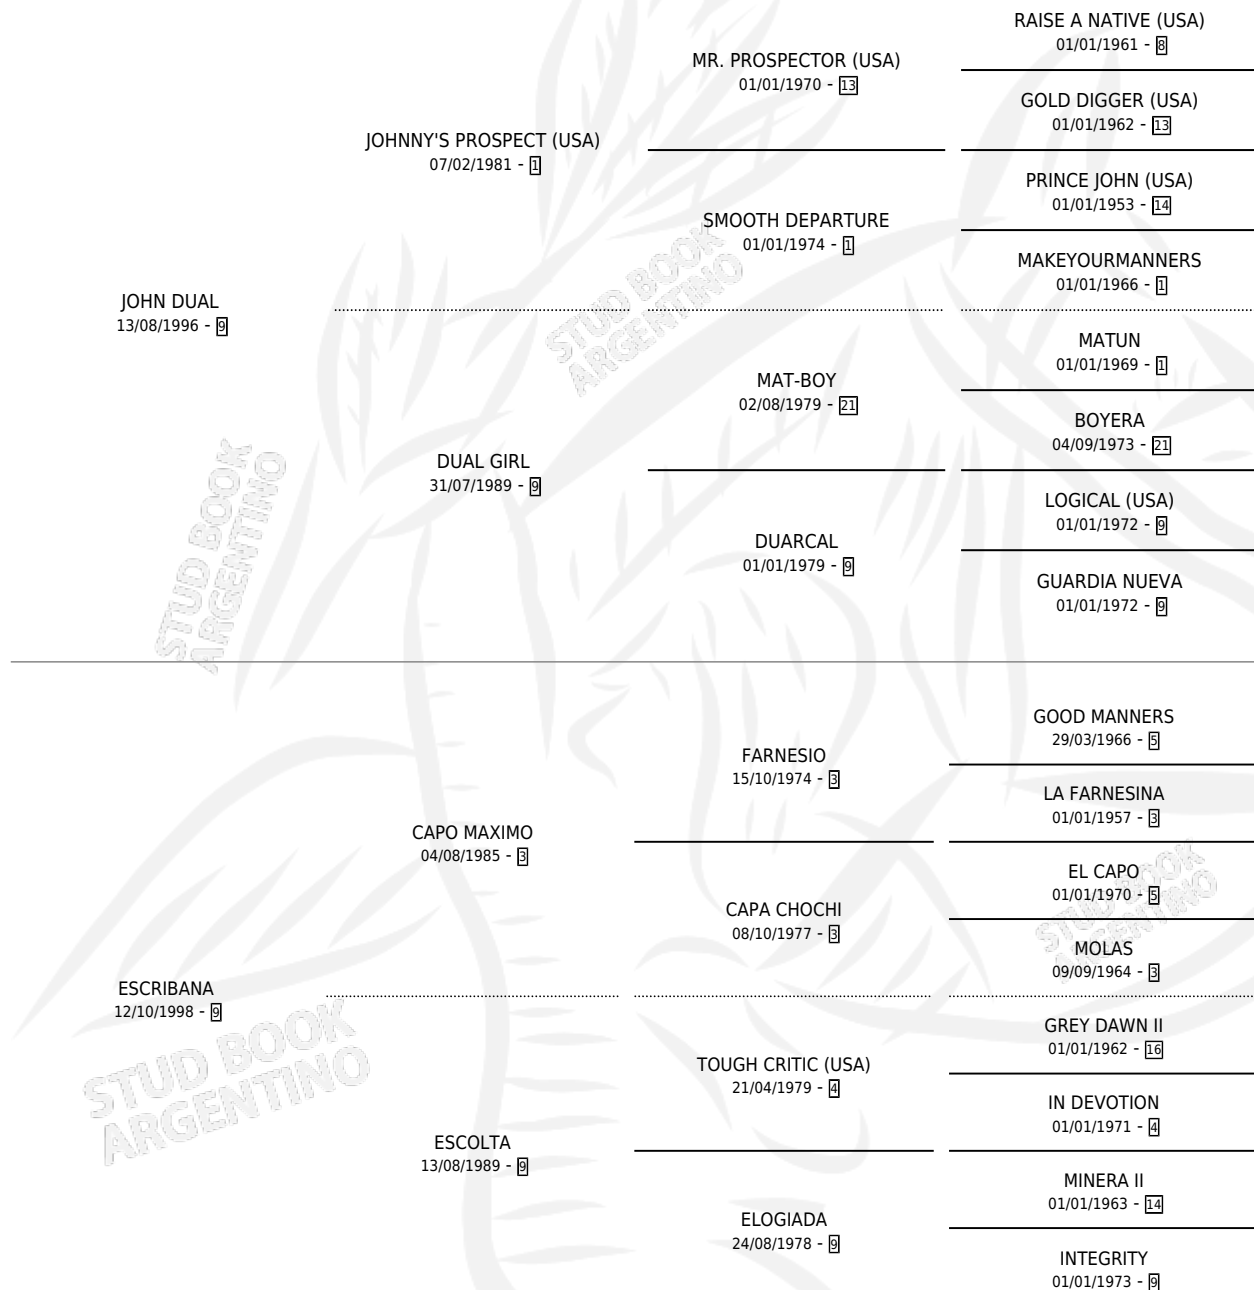 RAISE A NATIVE (USA)
01/01/1961 - 8
MR. PROSPECTOR (USA)
01/01/1970 - 13
GOLD DIGGER (USA)
01/01/1962 - 13
JOHNNY'S PROSPECT (USA)
07/02/1981 - 1
PRINCE JOHN (USA)
01/01/1953 - 14
SMOOTH DEPARTURE
01/01/1974 - 1
MAKEYOURMANNERS
01/01/1966 - 1
JOHN DUAL
13/08/1996 - 9
STUD BOOK
ARGENTINO
MATUN
01/01/1969 - 1
MAT-BOY
02/08/1979 - 21
BOYERA
04/09/1973 - 21
DUAL GIRL
31/07/1989 - 9
LOGICAL (USA)
01/01/1972 - 9
DUARCAL
01/01/1979 - 9
GUARDIA NUEVA
01/01/1972 - 9
STUD BOOK
ARGENTINO
GOOD MANNERS
29/03/1966 - 5
FARNESIO
15/10/1974 - 3
LA FARNESINA
01/01/1957 - 3
CAPO MAXIMO
04/08/1985 - 3
EL CAPO
01/01/1970 - 5
CAPA CHOCHI
08/10/1977 - 3
STUD BOOK
ARGENTINO
MOLAS
09/09/1964 - 3
ESCRIBANA
12/10/1998 - 9
GREY DAWN II
01/01/1962 - 16
TOUGH CRITIC (USA)
21/04/1979 - 4
STUD BOOK
ARGENTINO
IN DEVOTION
01/01/1971 - 4
ESCOLTA
13/08/1989 - 9
MINERA II
01/01/1963 - 14
ELOGIADA
24/08/1978 - 9
INTEGRITY
01/01/1973 - 9